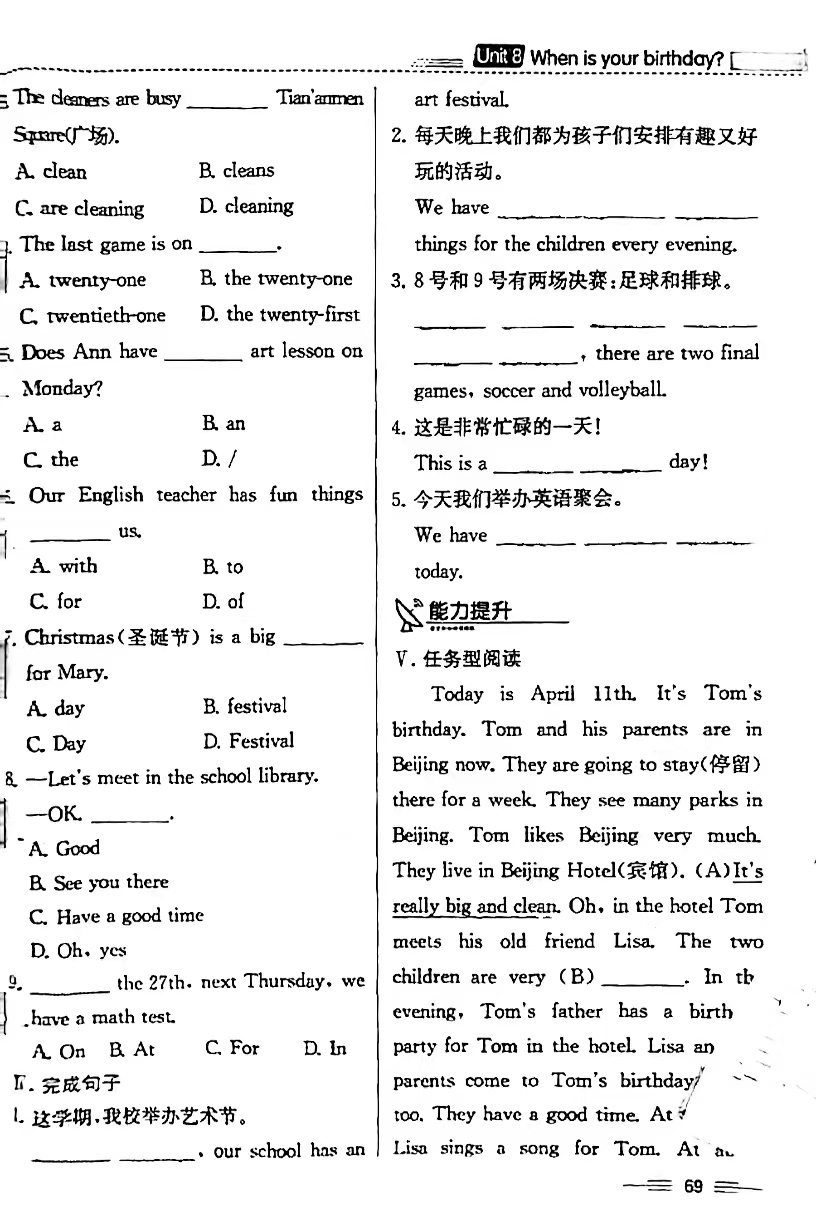 Unit 8 When is your birthday?
The cleaners are busy ________ Tian'anmen
Square(广场).
A. clean B. cleans
C. are cleaning D. cleaning
The last game is on ________.
A. twenty-one B. the twenty-one
C. twentieth-one D. the twenty-first
Does Ann have ________ art lesson on
Monday?
A. a B. an
C. the D. /
Our English teacher has fun things
________ us.
A. with B. to
C. for D. of
7. Christmas(圣诞节) is a big ________
for Mary.
A. day B. festival
C. Day D. Festival
8. —Let's meet in the school library.
—OK. ________.
A. Good
B. See you there
C. Have a good time
D. Oh, yes
9. ________ the 27th, next Thursday, we
have a math test.
A. On B. At C. For D. In
Ⅳ. 完成句子
1. 这学期,我校举办艺术节。
________ ________, our school has an
art festival.
2. 每天晚上我们都为孩子们安排有趣又好
玩的活动。
We have ________ ________ ________
things for the children every evening.
3. 8 号和 9 号有两场决赛:足球和排球。
________ ________ ________ ________
________ ________, there are two final
games, soccer and volleyball.
4. 这是非常忙碌的一天!
This is a ________ ________ day!
5. 今天我们举办英语聚会。
We have ________ ________ ________
today.
能力提升
Ⅴ. 任务型阅读
Today is April 11th. It's Tom's
birthday. Tom and his parents are in
Beijing now. They are going to stay(停留)
there for a week. They see many parks in
Beijing. Tom likes Beijing very much.
They live in Beijing Hotel(宾馆). (A)It's
really big and clean. Oh, in the hotel Tom
meets his old friend Lisa. The two
children are very (B) ________. In
evening, Tom's father has a birth
party for Tom in the hotel. Lisa
parents come to Tom's birthday
too. They have a good time. At
Lisa sings a song for Tom. At
69